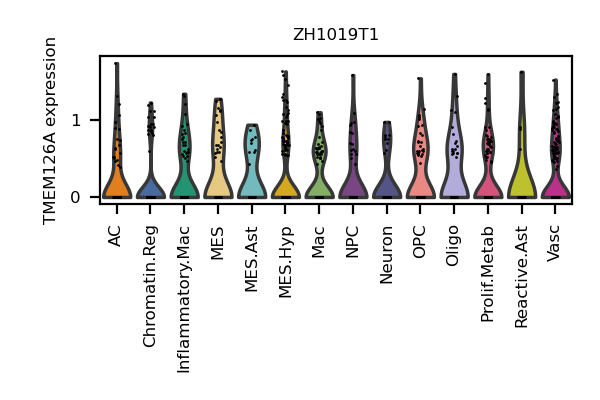 ZH1019T1
TMEM126A expression
1
0
AC
Chromatin.Reg
Inflammatory.Mac
MES
MES.Ast
MES.Hyp
Mac
NPC
Neuron
OPC
Oligo
Prolif.Metab
Reactive.Ast
Vasc